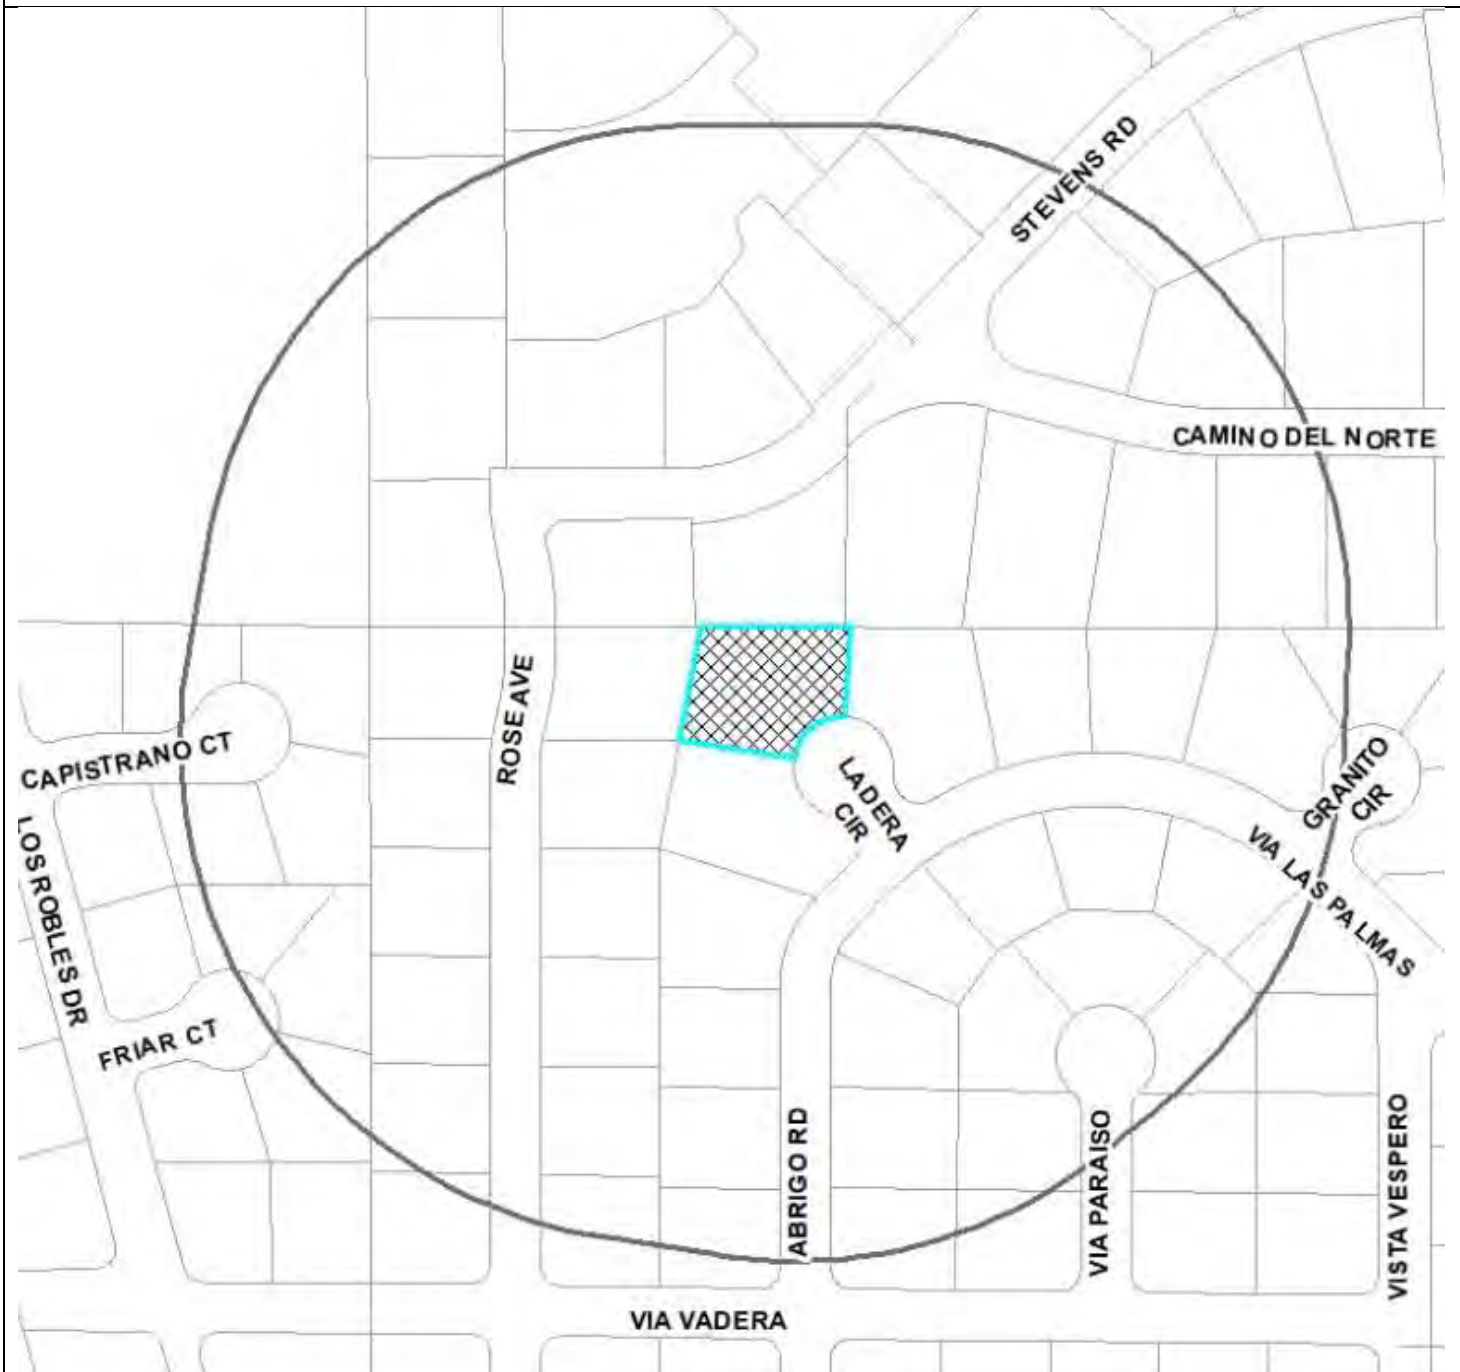 STEVENS RD
CAMINO DEL NORTE
ROSE AVE
CAPISTRANO CT
LADERA
CIR
GRANITO
CIR
VIA LAS PALMAS
LOS ROBLES DR
FRIAR CT
ABRIGO RD
VIA PARAISO
VISTA VESPERO
VIA VADERA